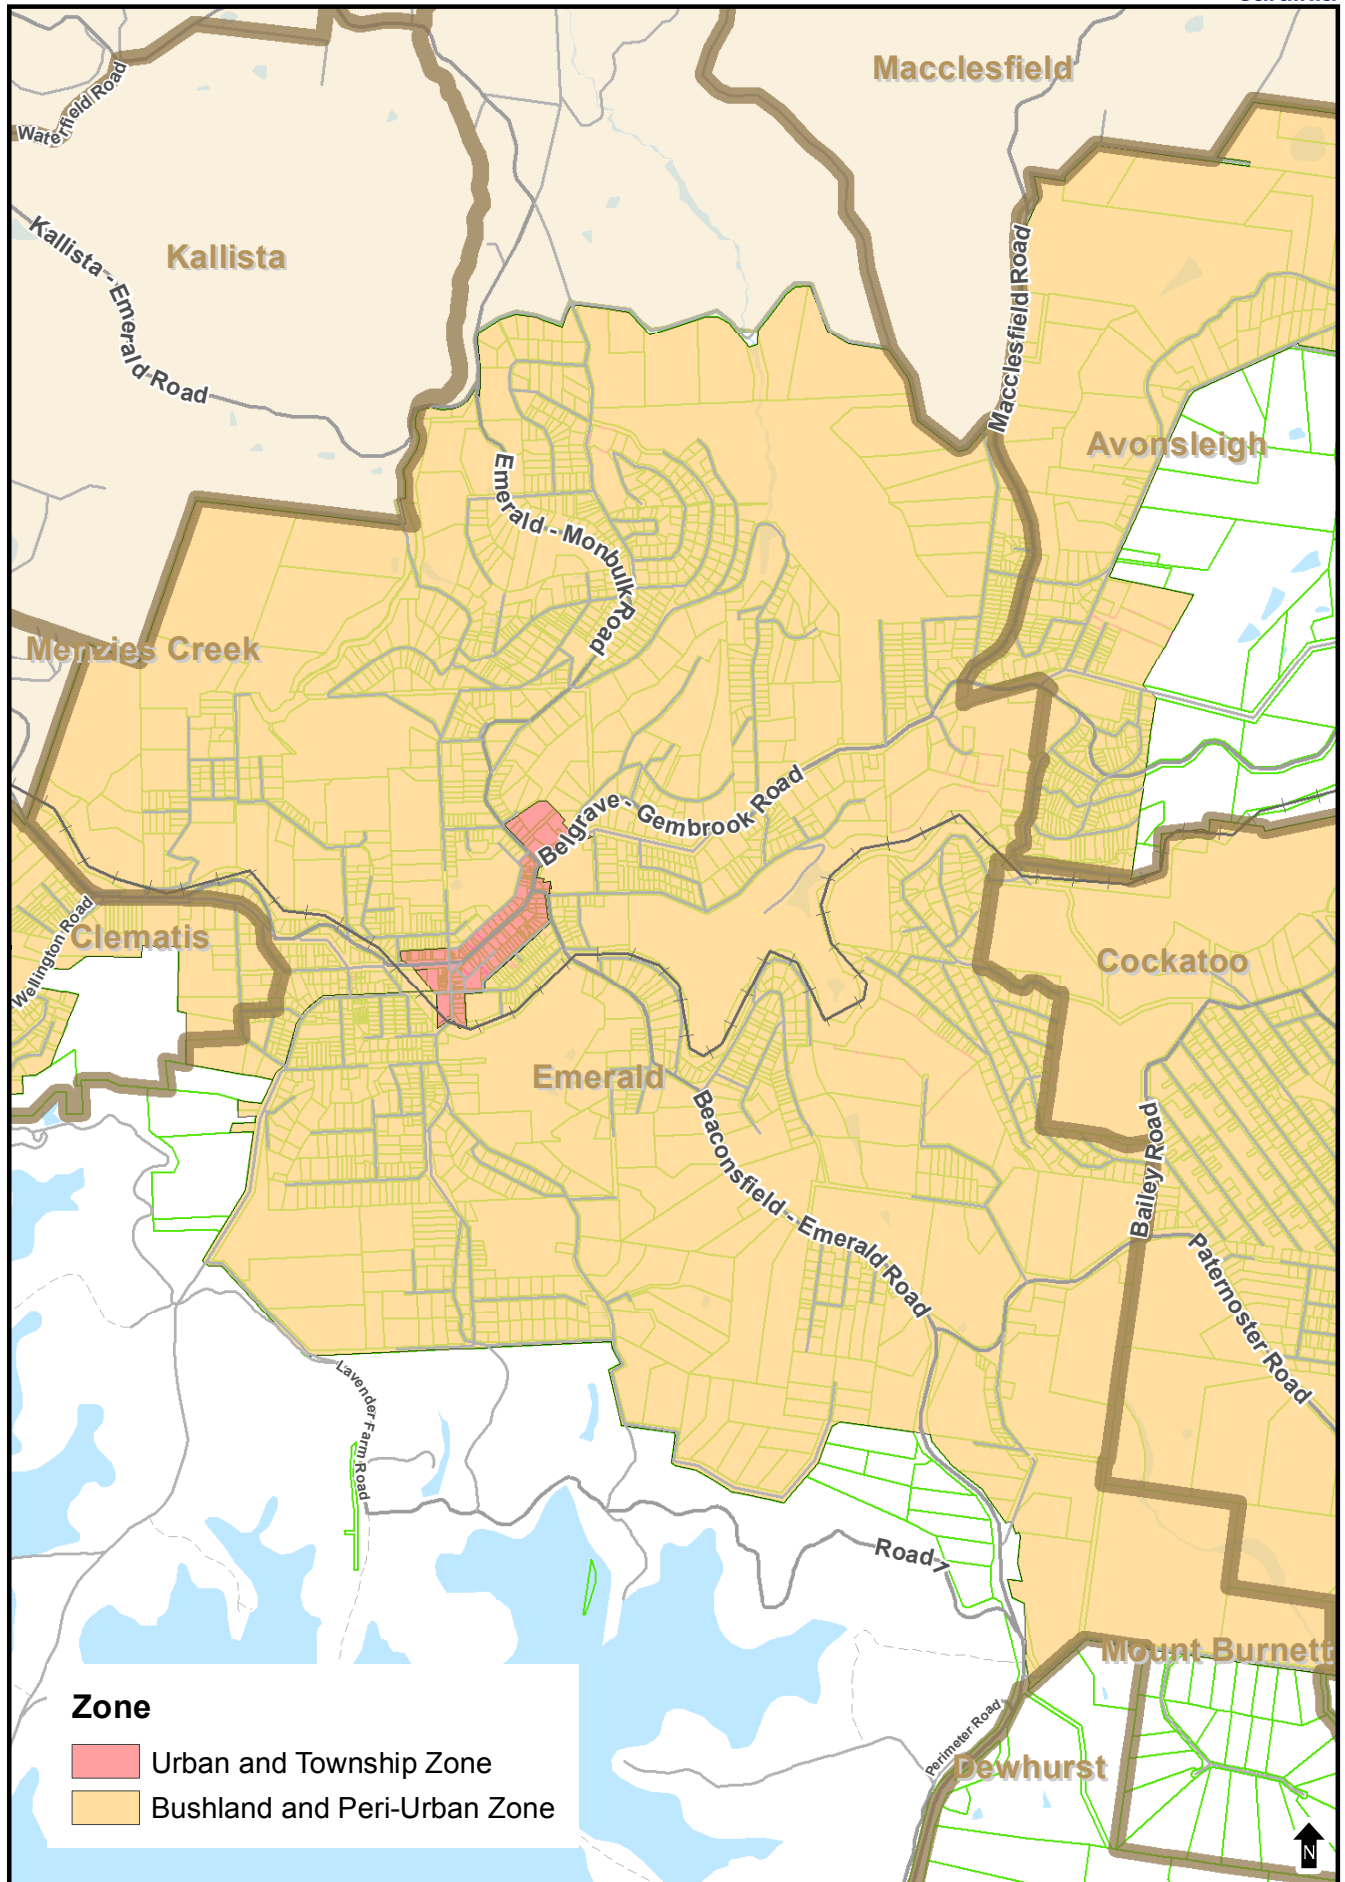 Macclesfield
Waterfield Road
Kallista
Kallista - Emerald Road
Macclesfield Road
Avonsleigh
Emerald - Monbulk Road
Menzies Creek
Belgrave - Gembrook Road
Wellington Road
Clematis
Cockatoo
Emerald
Beaconsfield - Emerald Road
Bailey Road
Paternoster Road
Lavender Farm Road
Road 7
Mount Burnett
Perimeter Road
Dewhurst
Zone
Urban and Township Zone
Bushland and Peri-Urban Zone
N